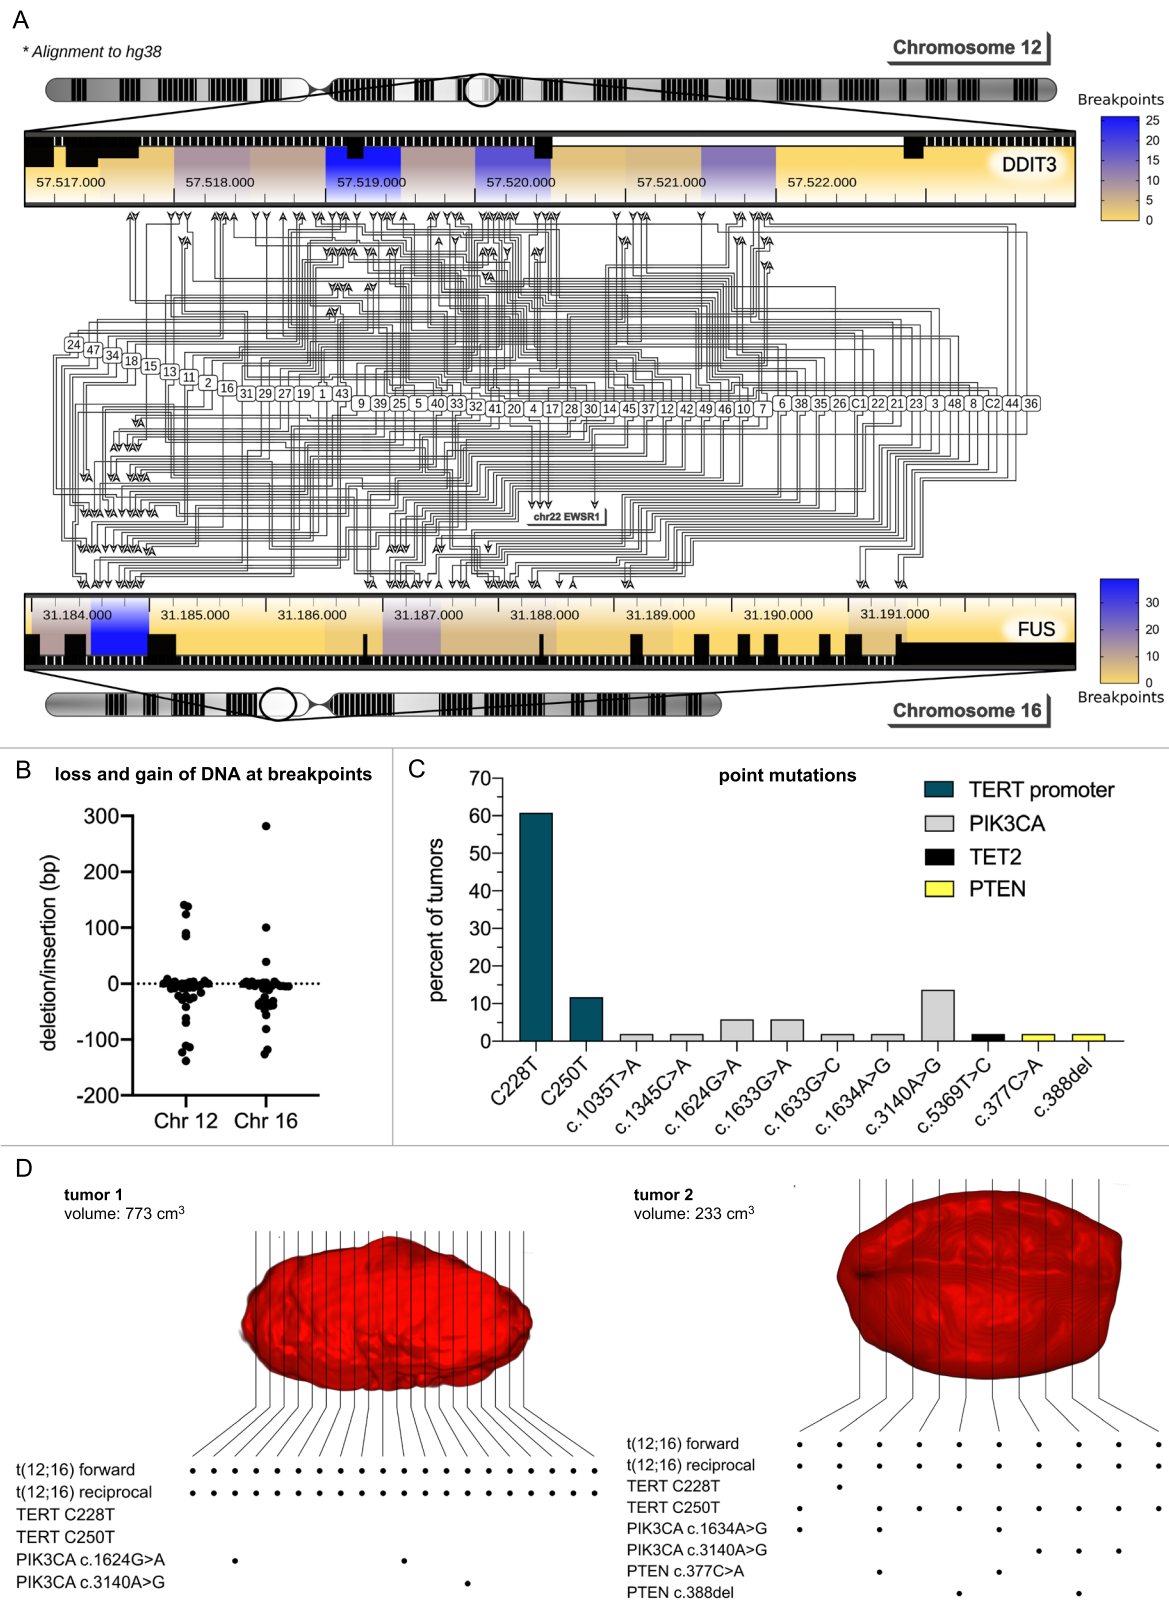 A
* Alignment to hg38
Chromosome 12
Breakpoints
25
20
15
10
5
0
DDIT3
57.517.000
57.518.000
57.519.000
57.520.000
57.521.000
57.522.000
24
47
34
18
15
13
11
2
16
31
29
27
19
1
43
9
39
25
5
40
33
32
41
20
4
17
28
30
14
45
37
12
42
49
46
10
7
6
38
35
26
C1
22
21
23
3
48
8
C2
44
36
chr22 EWSR1
31.184.000
31.185.000
31.186.000
31.187.000
31.188.000
31.189.000
31.190.000
31.191.000
FUS
30
20
10
0
Breakpoints
Chromosome 16
B
loss and gain of DNA at breakpoints
deletion/insertion (bp)
300
200
100
0
-100
-200
Chr 12
Chr 16
C
point mutations
percent of tumors
70
60
50
40
30
20
10
0
TERT promoter
PIK3CA
TET2
PTEN
C228T
C250T
c.1035T>A
c.1345C>A
c.1624G>A
c.1633G>A
c.1633G>C
c.1634A>G
c.3140A>G
c.5369T>C
c.377C>A
c.388del
D
tumor 1
volume: 773 cm³
t(12;16) forward
t(12;16) reciprocal
TERT C228T
TERT C250T
PIK3CA c.1624G>A
PIK3CA c.3140A>G
tumor 2
volume: 233 cm³
t(12;16) forward
t(12;16) reciprocal
TERT C228T
TERT C250T
PIK3CA c.1634A>G
PIK3CA c.3140A>G
PTEN c.377C>A
PTEN c.388del